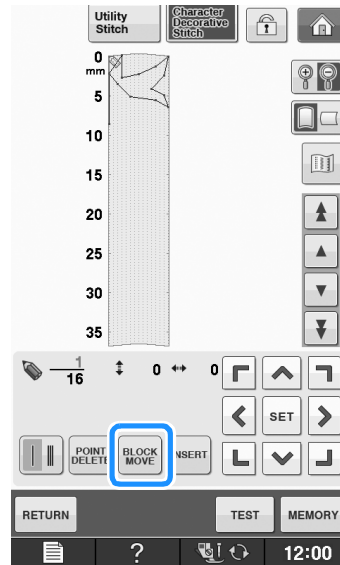 Utility
Stitch
Character
Decorative
Stitch
0
mm
5
10
15
20
25
30
35
1
16
0
0
SET
POINT
DELETE
BLOCK
MOVE
INSERT
RETURN
TEST
MEMORY
?
12:00